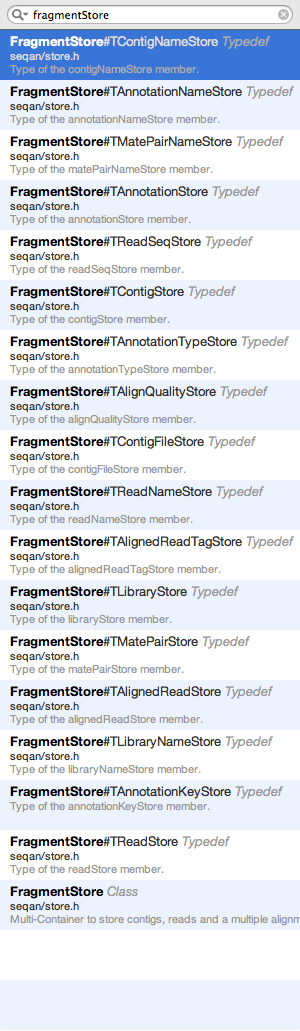 fragmentStore
FragmentStore#TContigNameStore Typedef
seqan/store.h
Type of the contigNameStore member.
FragmentStore#TAnnotationNameStore Typedef
seqan/store.h
Type of the annotationNameStore member.
FragmentStore#TMatePairNameStore Typedef
seqan/store.h
Type of the matePairNameStore member.
FragmentStore#TAnnotationStore Typedef
seqan/store.h
Type of the annotationStore member.
FragmentStore#TReadSeqStore Typedef
seqan/store.h
Type of the readSeqStore member.
FragmentStore#TContigStore Typedef
seqan/store.h
Type of the contigStore member.
FragmentStore#TAnnotationTypeStore Typedef
seqan/store.h
Type of the annotationTypeStore member.
FragmentStore#TAlignQualityStore Typedef
seqan/store.h
Type of the alignQualityStore member.
FragmentStore#TContigFileStore Typedef
seqan/store.h
Type of the contigFileStore member.
FragmentStore#TReadNameStore Typedef
seqan/store.h
Type of the readNameStore member.
FragmentStore#TAlignedReadTagStore Typedef
seqan/store.h
Type of the alignedReadTagStore member.
FragmentStore#TLibraryStore Typedef
seqan/store.h
Type of the libraryStore member.
FragmentStore#TMatePairStore Typedef
seqan/store.h
Type of the matePairStore member.
FragmentStore#TAlignedReadStore Typedef
seqan/store.h
Type of the alignedReadStore member.
FragmentStore#TLibraryNameStore Typedef
seqan/store.h
Type of the libraryNameStore member.
FragmentStore#TAnnotationKeyStore Typedef
Type of the annotationKeyStore member.
FragmentStore#TReadStore Typedef
seqan/store.h
Type of the readStore member.
FragmentStore Class
seqan/store.h
Multi-Container to store contigs, reads and a multiple alignm